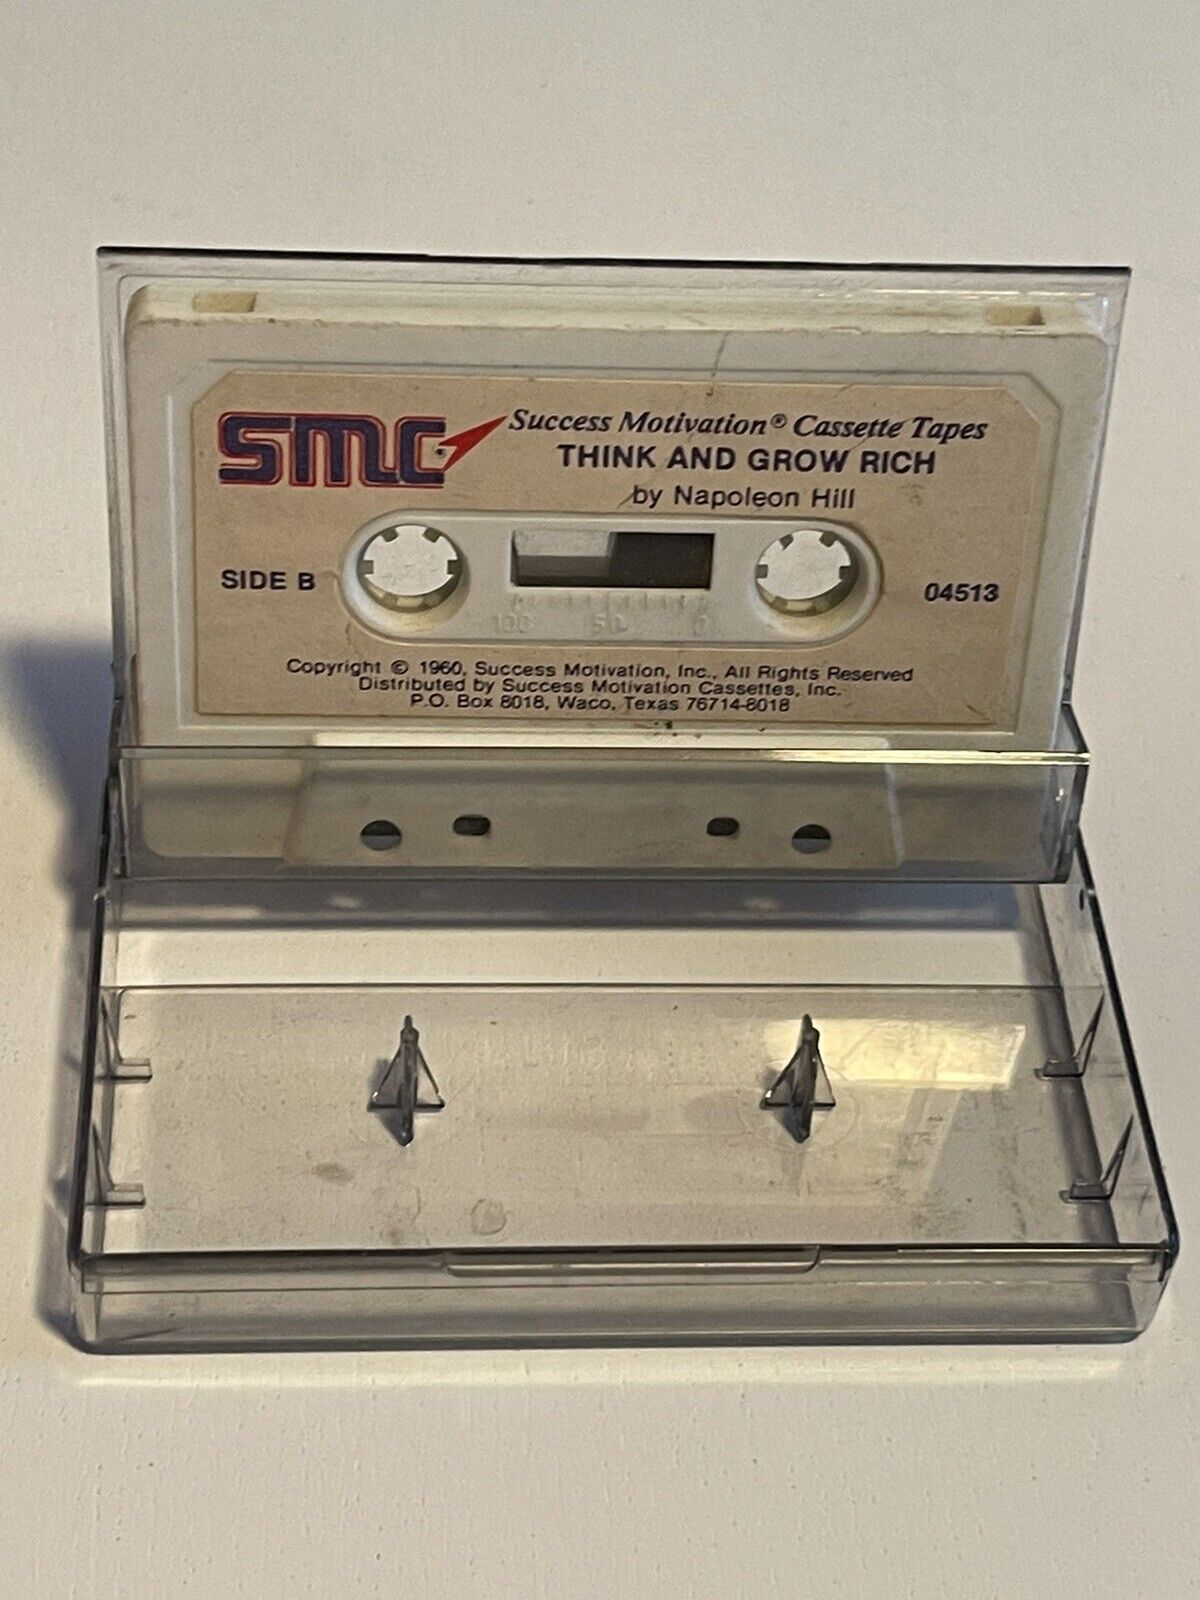 SMC
Success Motivation® Cassette Tapes
THINK AND GROW RICH
by Napoleon Hill
SIDE B
04513
100 50 0
Copyright © 1960, Success Motivation, Inc., All Rights Reserved
Distributed by Success Motivation Cassettes, Inc.
P.O. Box 8018, Waco, Texas 76714-8018